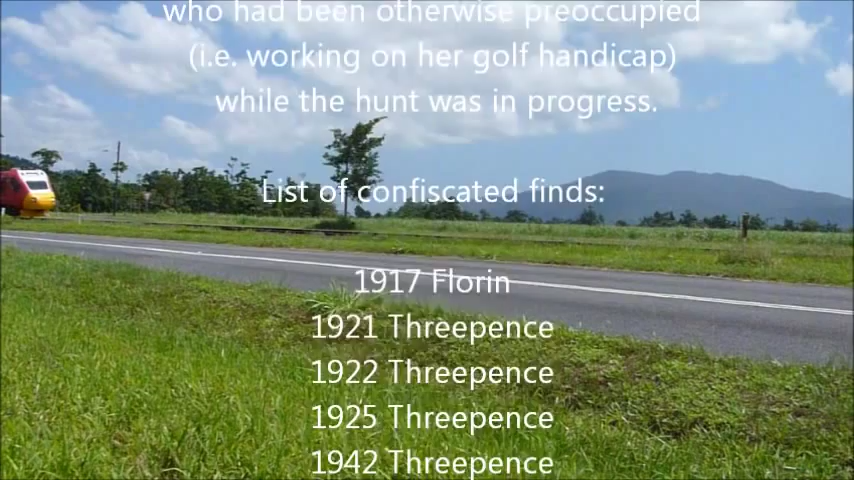 who had been otherwise preoccupied
(i.e. working on her golf handicap)
while the hunt was in progress.
List of confiscated finds:
1917 Florin
1921 Threepence
1922 Threepence
1925 Threepence
1942 Threepence